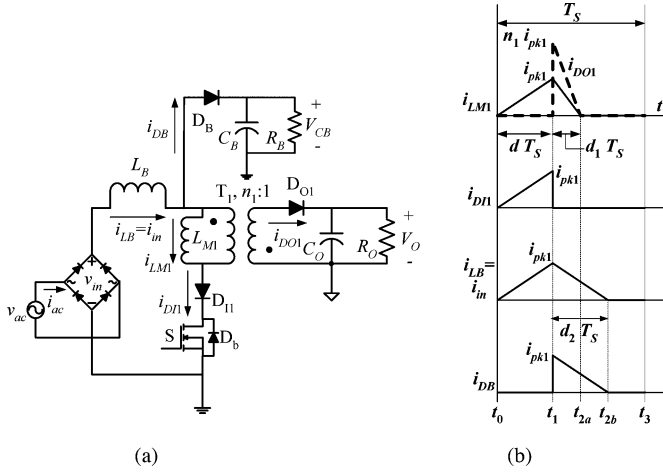 D_B
i_DB
C_B
R_B
+
V_CB
-
L_B
T_1, n_1:1
D_O1
i_LB=i_in
L_M1
i_LM1
i_DO1
C_O
R_O
+
V_O
-
i_DI1
D_I1
+
v_in
−
v_ac
i_ac
S
D_b
(a)
T_S
n_1 i_pk1
i_DO1
i_pk1
i_LM1
t
d T_S
d_1 T_S
i_pk1
i_DI1
i_pk1
i_LB=
i_in
d_2 T_S
i_pk1
i_DB
t_0 t_1 t_2a t_2b t_3
(b)